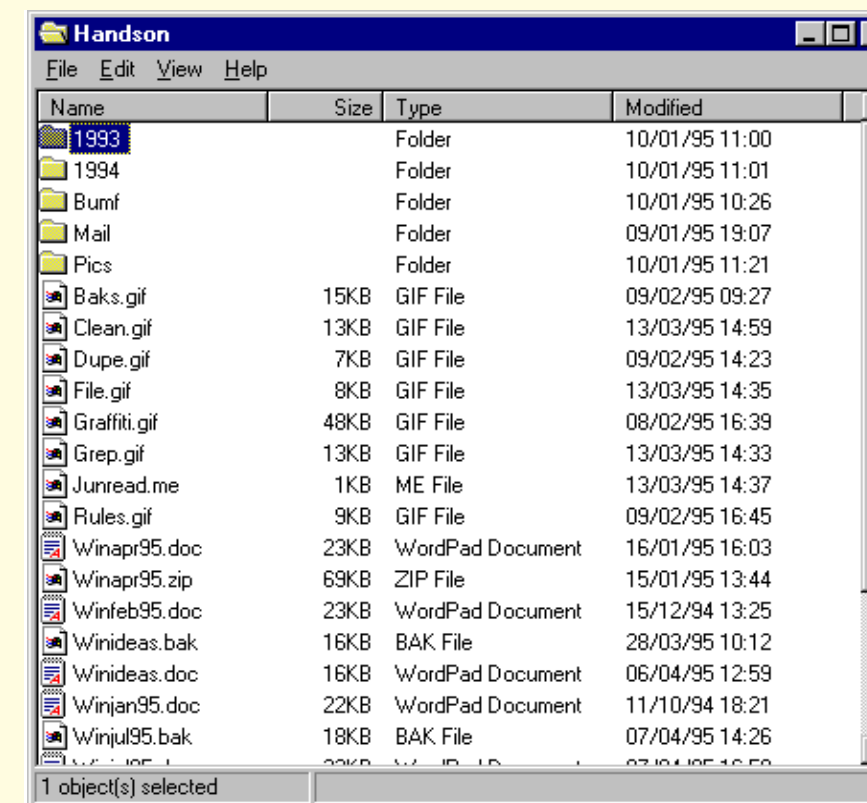 Handson
File Edit View Help
Name Size Type Modified
1993 Folder 10/01/95 11:00
1994 Folder 10/01/95 11:01
Bumf Folder 10/01/95 10:26
Mail Folder 09/01/95 19:07
Pics Folder 10/01/95 11:21
Baks.gif 15KB GIF File 09/02/95 09:27
Clean.gif 13KB GIF File 13/03/95 14:59
Dupe.gif 7KB GIF File 09/02/95 14:23
File.gif 8KB GIF File 13/03/95 14:35
Graffiti.gif 48KB GIF File 08/02/95 16:39
Grep.gif 13KB GIF File 13/03/95 14:33
Junread.me 1KB ME File 13/03/95 14:37
Rules.gif 9KB GIF File 09/02/95 16:45
Winapr95.doc 23KB WordPad Document 16/01/95 16:03
Winapr95.zip 69KB ZIP File 15/01/95 13:44
Winfeb95.doc 23KB WordPad Document 15/12/94 13:25
Winideas.bak 16KB BAK File 28/03/95 10:12
Winideas.doc 16KB WordPad Document 06/04/95 12:59
Winjan95.doc 22KB WordPad Document 11/10/94 18:21
Winjul95.bak 18KB BAK File 07/04/95 14:26
1 object(s) selected